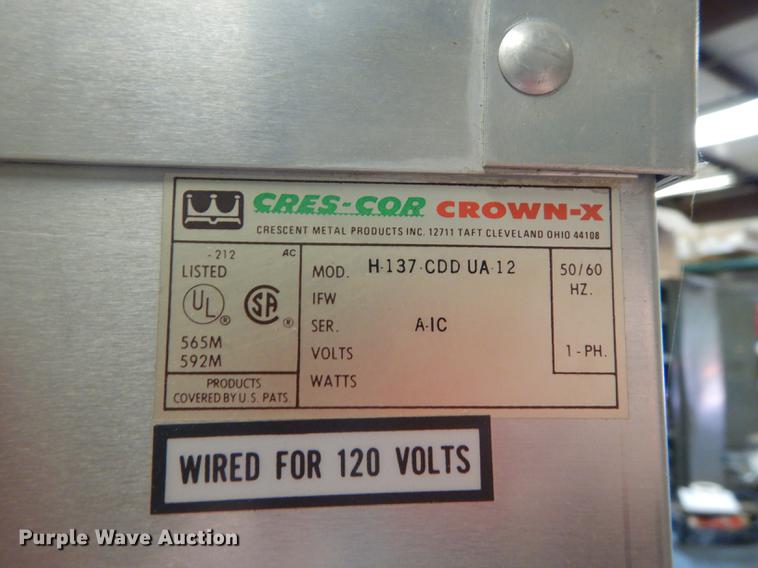 CRES-COR CROWN-X
CRESCENT METAL PRODUCTS INC. 12711 TAFT CLEVELAND OHIO 44108
-212 AC
LISTED
UL ® SA ®
565M
592M
PRODUCTS
COVERED BY U.S. PATS.
MOD. H-137-CDD UA-12
IFW
SER. A-IC
VOLTS
WATTS
50/60
HZ.
1-PH.
WIRED FOR 120 VOLTS
Purple Wave Auction